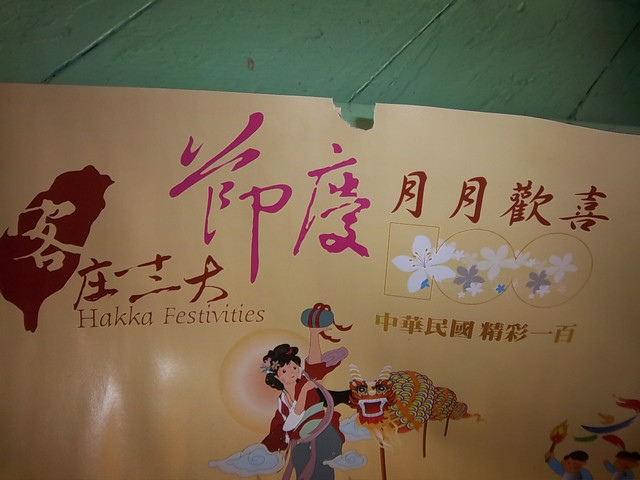 客庄十二大
節慶
月月歡喜
Hakka Festivities
100
中華民國 精彩一百